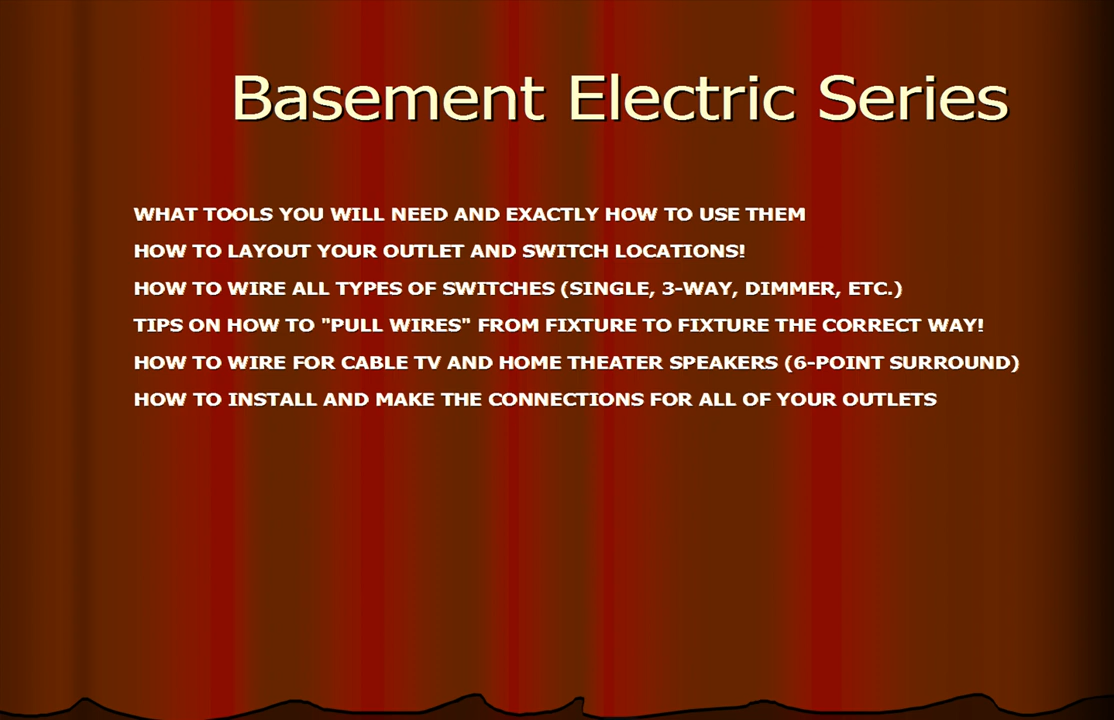 Basement Electric Series
WHAT TOOLS YOU WILL NEED AND EXACTLY HOW TO USE THEM
HOW TO LAYOUT YOUR OUTLET AND SWITCH LOCATIONS!
HOW TO WIRE ALL TYPES OF SWITCHES (SINGLE, 3-WAY, DIMMER, ETC.)
TIPS ON HOW TO "PULL WIRES" FROM FIXTURE TO FIXTURE THE CORRECT WAY!
HOW TO WIRE FOR CABLE TV AND HOME THEATER SPEAKERS (6-POINT SURROUND)
HOW TO INSTALL AND MAKE THE CONNECTIONS FOR ALL OF YOUR OUTLETS